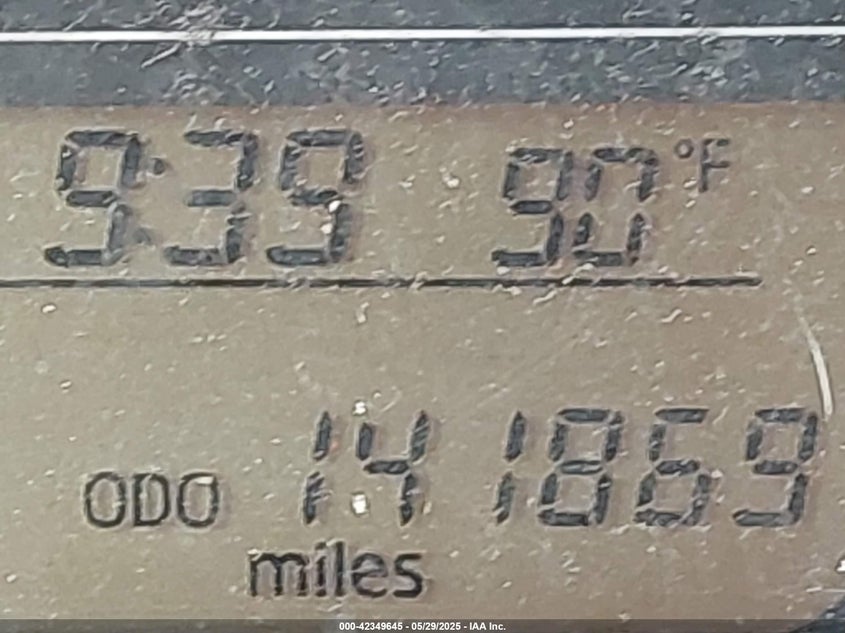 9:39 90°F
ODO 141869
miles
000-42349645 - 05/29/2025 - IAA Inc.